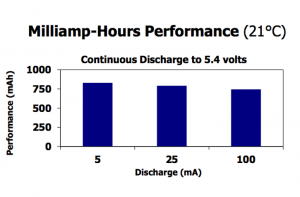 Milliamp-Hours Performance (21°C)
Continuous Discharge to 5.4 volts
Performance (mAh)
1000
750
500
250
0
5 25 100
Discharge (mA)